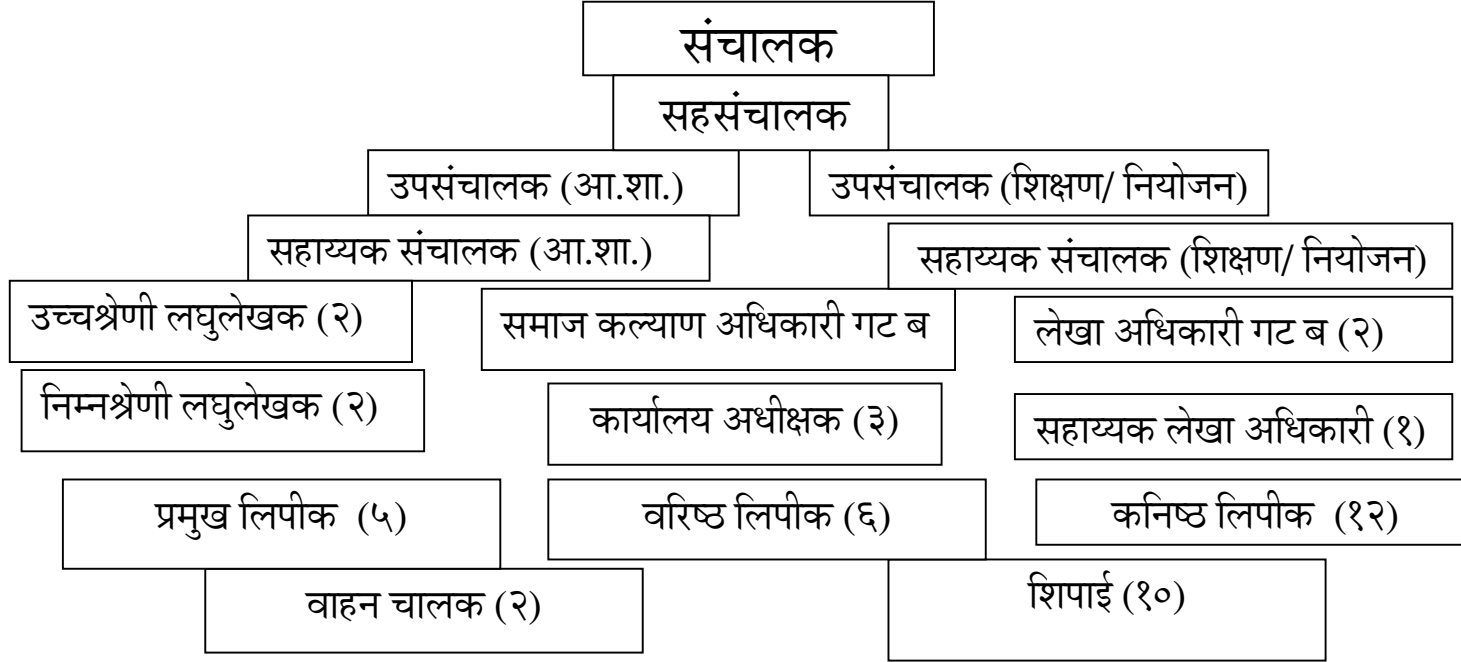 संचालक
सहसंचालक
उपसंचालक (आ.शा.)
उपसंचालक (शिक्षण/ नियोजन)
सहाय्यक संचालक (आ.शा.)
सहाय्यक संचालक (शिक्षण/ नियोजन)
उच्चश्रेणी लघुलेखक (२)
समाज कल्याण अधिकारी गट ब
लेखा अधिकारी गट ब (२)
निम्नश्रेणी लघुलेखक (२)
कार्यालय अधीक्षक (३)
सहाय्यक लेखा अधिकारी (१)
प्रमुख लिपीक (५)
वरिष्ठ लिपीक (६)
कनिष्ठ लिपीक (१२)
वाहन चालक (२)
शिपाई (१०)